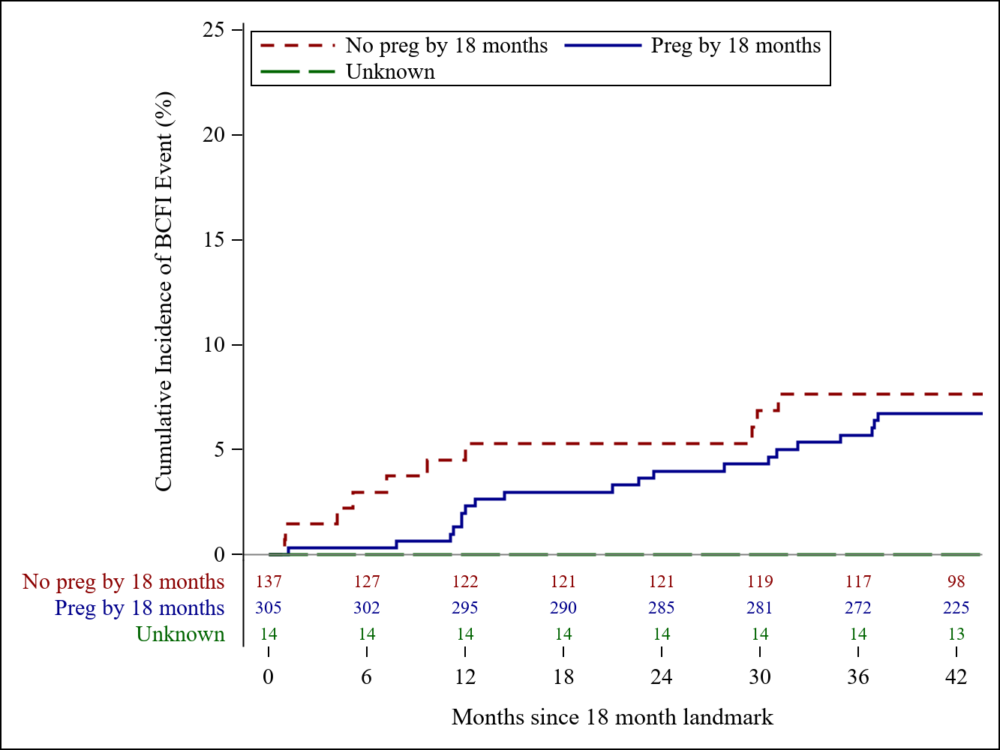 25
No preg by 18 months
Preg by 18 months
Unknown
20
15
10
5
0
Cumulative Incidence of BCFI Event (%)
No preg by 18 months 137 127 122 121 121 119 117 98
Preg by 18 months 305 302 295 290 285 281 272 225
Unknown 14 14 14 14 14 14 14 13
0 6 12 18 24 30 36 42
Months since 18 month landmark